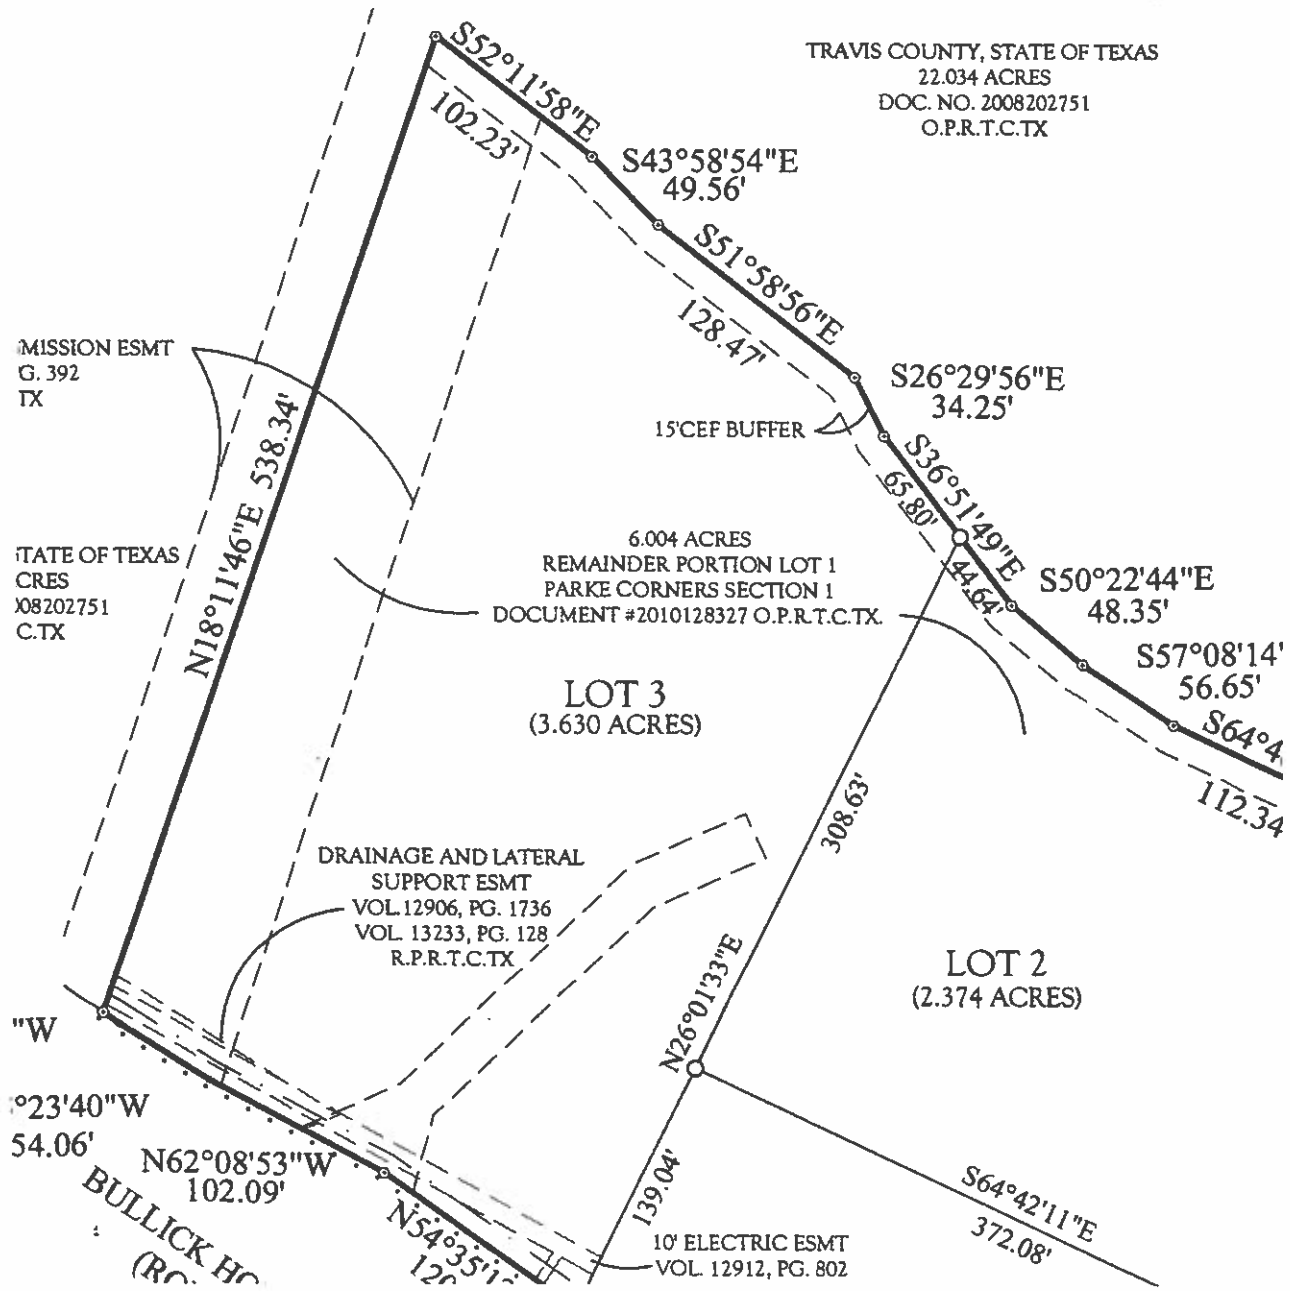 TRAVIS COUNTY, STATE OF TEXAS
22.034 ACRES
DOC. NO. 2008202751
O.P.R.T.C.TX
S52°11'58"E
102.23'
S43°58'54"E
49.56'
S51°58'56"E
128.47'
MISSION ESMT
G. 392
TX
S26°29'56"E
34.25'
15'CEF BUFFER
N18°11'46"E 538.34'
S36°51'49"E
65.80'
44.64'
6.004 ACRES
REMAINDER PORTION LOT 1
PARKE CORNERS SECTION 1
DOCUMENT #2010128327 O.P.R.T.C.TX.
TATE OF TEXAS
CRES
08202751
C.TX
S50°22'44"E
48.35'
S57°08'14'
56.65'
S64°4
112.34
LOT 3
(3.630 ACRES)
308.63'
DRAINAGE AND LATERAL
SUPPORT ESMT
VOL.12906, PG. 1736
VOL. 13233, PG. 128
R.P.R.T.C.TX
LOT 2
(2.374 ACRES)
N26°01'33"E
"W
°23'40"W
54.06'
N62°08'53"W
102.09'
BULLICK HO
N54°35'1
120
139.04'
S64°42'11"E
372.08'
10' ELECTRIC ESMT
VOL. 12912, PG. 802